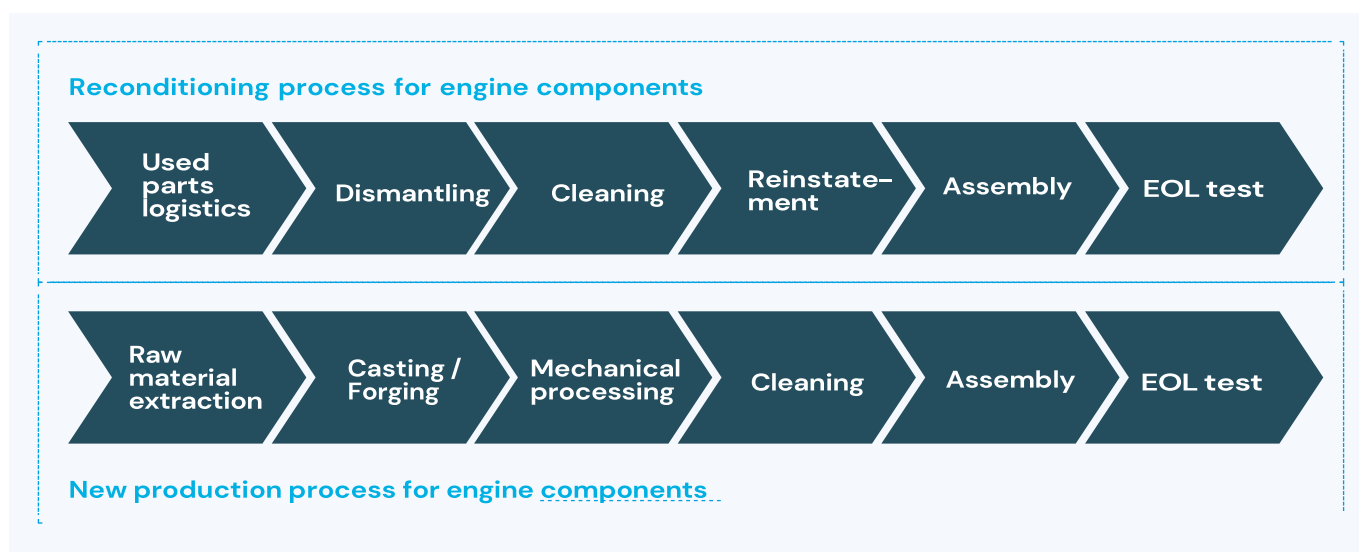 Reconditioning process for engine components
Used
parts
logistics
Dismantling
Cleaning
Reinstate-
ment
Assembly
EOL test
Raw
material
extraction
Casting /
Forging
Mechanical
processing
Cleaning
Assembly
EOL test
New production process for engine components